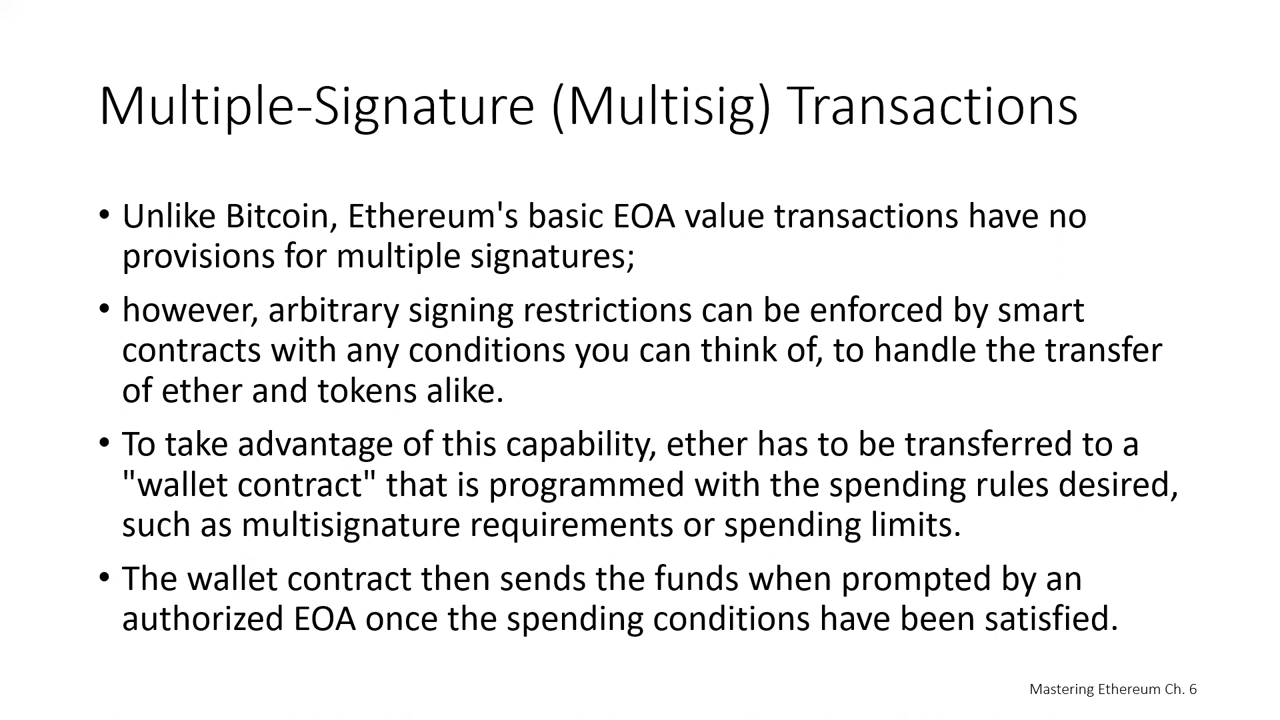 Multiple-Signature (Multisig) Transactions
• Unlike Bitcoin, Ethereum's basic EOA value transactions have no
provisions for multiple signatures;
• however, arbitrary signing restrictions can be enforced by smart
contracts with any conditions you can think of, to handle the transfer
of ether and tokens alike.
• To take advantage of this capability, ether has to be transferred to a
"wallet contract" that is programmed with the spending rules desired,
such as multisignature requirements or spending limits.
• The wallet contract then sends the funds when prompted by an
authorized EOA once the spending conditions have been satisfied.
Mastering Ethereum Ch. 6